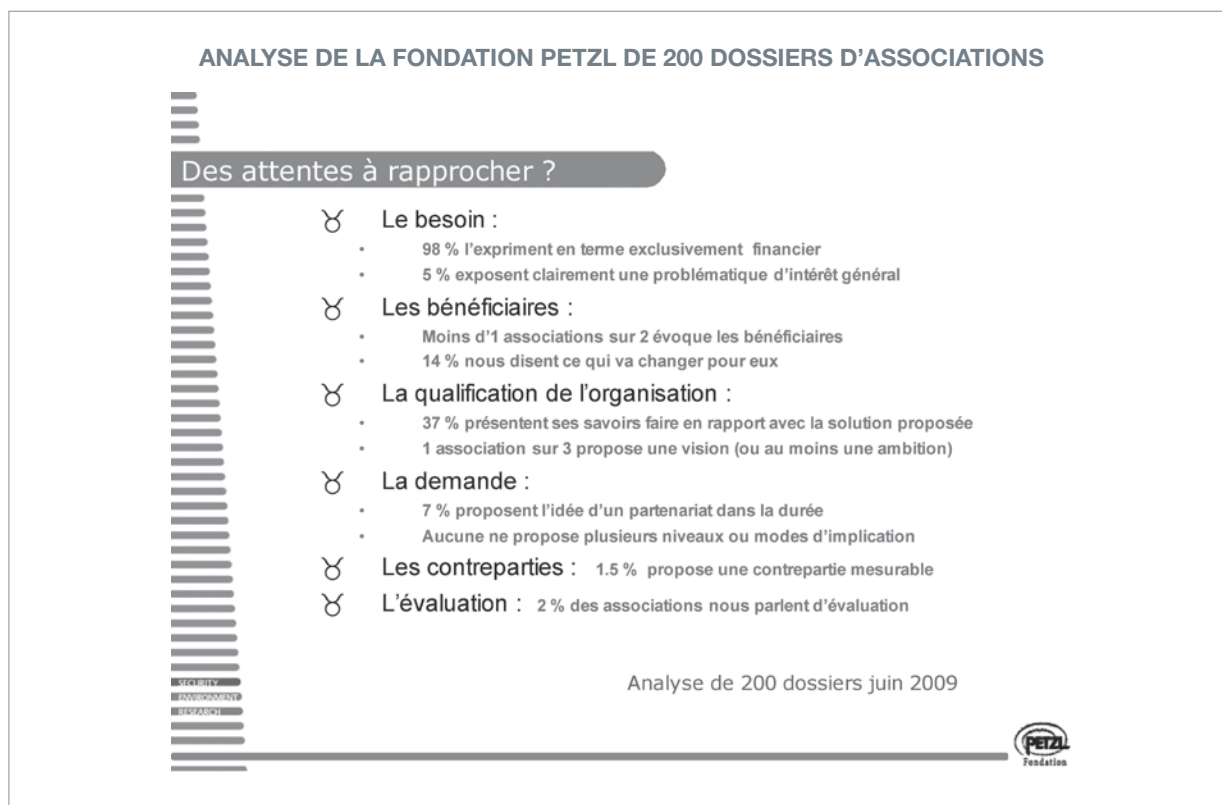 ANALYSE DE LA FONDATION PETZL DE 200 DOSSIERS D’ASSOCIATIONS
Des attentes à rapprocher ?
Le besoin :
• 98 % l’expriment en terme exclusivement financier
• 5 % exposent clairement une problématique d’intérêt général
Les bénéficiaires :
• Moins d’1 associations sur 2 évoque les bénéficiaires
• 14 % nous disent ce qui va changer pour eux
La qualification de l’organisation :
• 37 % présentent ses savoirs faire en rapport avec la solution proposée
• 1 association sur 3 propose une vision (ou au moins une ambition)
La demande :
• 7 % proposent l’idée d’un partenariat dans la durée
• Aucune ne propose plusieurs niveaux ou modes d’implication
Les contreparties : 1.5 % propose une contrepartie mesurable
L’évaluation : 2 % des associations nous parlent d’évaluation
SECURITY
ENVIRONMENT
RESEARCH
Analyse de 200 dossiers juin 2009
PETZL
Fondation